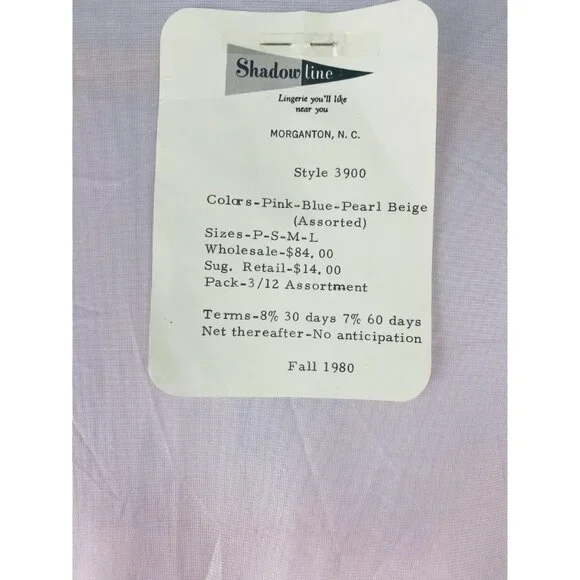 Shadowline
Lingerie you'll like
near you
MORGANTON, N. C.
Style 3900
Colors-Pink-Blue-Pearl Beige
(Assorted)
Sizes-P-S-M-L
Wholesale-$84.00
Sug. Retail-$14.00
Pack-3/12 Assortment
Terms-8% 30 days 7% 60 days
Net thereafter-No anticipation
Fall 1980